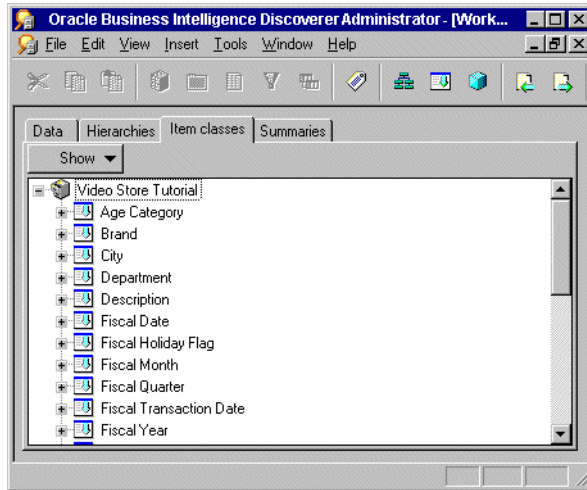 Oracle Business Intelligence Discoverer Administrator - [Work...
File Edit View Insert Tools Window Help
Data Hierarchies Item classes Summaries
Show
Video Store Tutorial
Age Category
Brand
City
Department
Description
Fiscal Date
Fiscal Holiday Flag
Fiscal Month
Fiscal Quarter
Fiscal Transaction Date
Fiscal Year